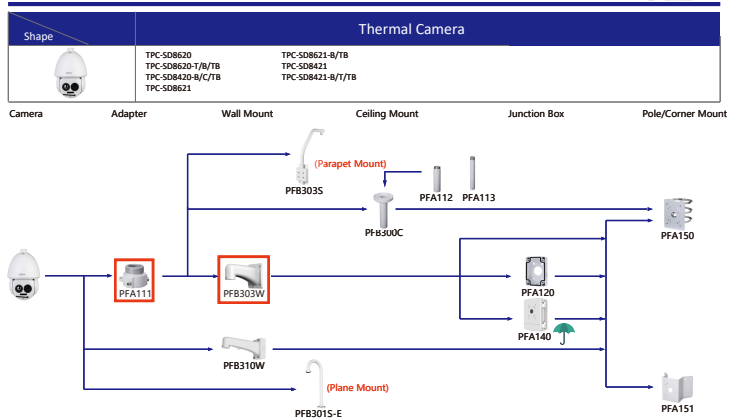 Shape
Thermal Camera
TPC-SD8620
TPC-SD8620-T/B/TB
TPC-SD8420-B/C/TB
TPC-SD8621
TPC-SD8621-B/TB
TPC-SD8421
TPC-SD8421-B/T/TB
Camera
Adapter
Wall Mount
Ceiling Mount
Junction Box
Pole/Corner Mount
(Parapet Mount)
PFB303S
PFA112
PFA113
PFB300C
PFA150
PFA111
PFB303W
PFA120
PFA140
PFB310W
(Plane Mount)
PFB301S-E
PFA151